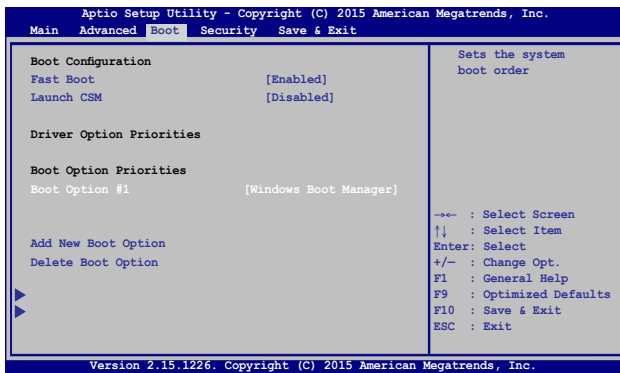 Aptio Setup Utility - Copyright (C) 2015 American Megatrends, Inc.
Main Advanced Boot Security Save & Exit
Boot Configuration
Fast Boot [Enabled]
Launch CSM [Disabled]
Driver Option Priorities
Boot Option Priorities
Boot Option #1 [Windows Boot Manager]
Add New Boot Option
Delete Boot Option
Sets the system
boot order
→← : Select Screen
↑↓ : Select Item
Enter: Select
+/— : Change Opt.
F1 : General Help
F9 : Optimized Defaults
F10 : Save & Exit
ESC : Exit
Version 2.15.1226. Copyright (C) 2015 American Megatrends, Inc.